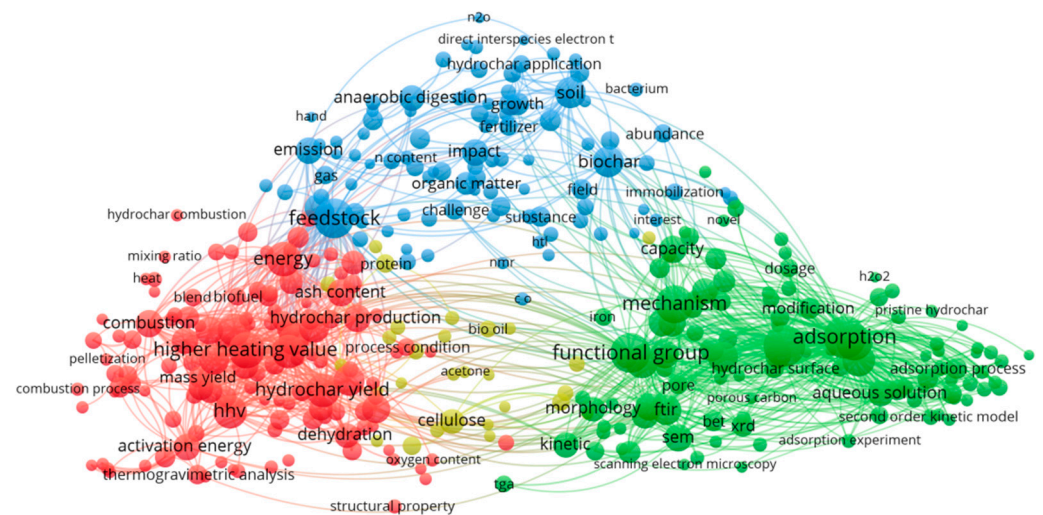 n2o
direct interspecies electron t
hydrochar application
anaerobic digestion
growth
soil
bacterium
hand
fertilizer
abundance
emission
n content
impact
biochar
gas
organic matter
field
immobilization
hydrochar combustion
feedstock
challenge
substance
interest
novel
htl
capacity
mixing ratio
energy
protein
nmr
dosage
heat
ash content
h2o2
blend
biofuel
c o
mechanism
modification
pristine hydrochar
combustion
hydrochar production
bio oil
iron
adsorption
higher heating value
process condition
functional group
pelletization
acetone
hydrochar surface
adsorption process
mass yield
pore
combustion process
hydrochar yield
porous carbon
aqueous solution
hhv
cellulose
morphology
ftir
second order kinetic model
bet
xrd
dehydration
sem
activation energy
kinetic
adsorption experiment
oxygen content
scanning electron microscopy
thermogravimetric analysis
tga
structural property